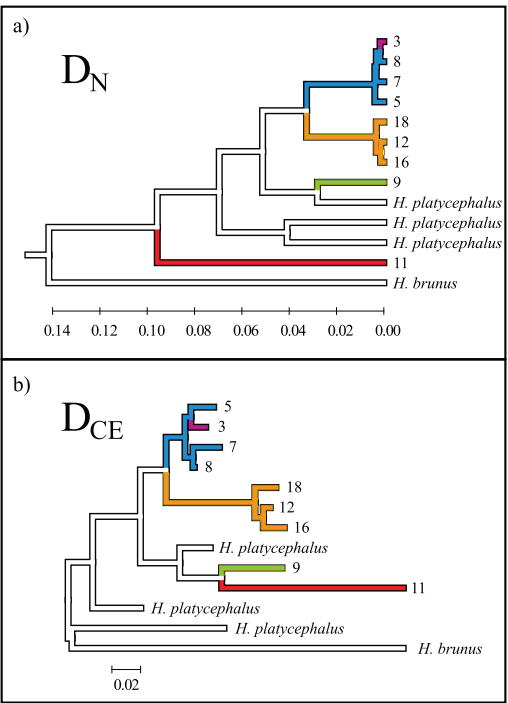 a)
DN
3
8
7
5
18
12
16
9
H. platycephalus
H. platycephalus
H. platycephalus
11
H. brunus
0.14 0.12 0.10 0.08 0.06 0.04 0.02 0.00
b)
DCE
5
3
7
8
18
12
16
H. platycephalus
9
11
H. platycephalus
H. platycephalus
H. brunus
0.02